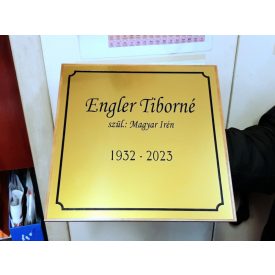 Engler Tiborné
szül.: Magyar Irén
1932 - 2023